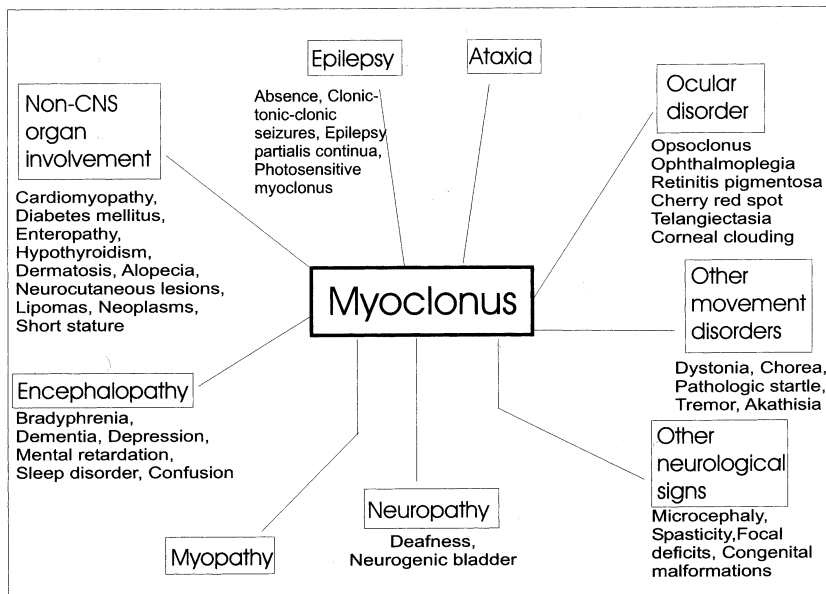 Epilepsy
Absence, Clonic-
tonic-clonic
seizures, Epilepsy
partialis continua,
Photosensitive
myoclonus
Ataxia
Non-CNS
organ
involvement
Cardiomyopathy,
Diabetes mellitus,
Enteropathy,
Hypothyroidism,
Dermatosis, Alopecia,
Neurocutaneous lesions,
Lipomas, Neoplasms,
Short stature
Ocular
disorder
Opsoclonus
Ophthalmoplegia
Retinitis pigmentosa
Cherry red spot
Telangiectasia
Corneal clouding
Myoclonus
Other
movement
disorders
Dystonia, Chorea,
Pathologic startle,
Tremor, Akathisia
Encephalopathy
Bradyphrenia,
Dementia, Depression,
Mental retardation,
Sleep disorder, Confusion
Other
neurological
signs
Microcephaly,
Spasticity,Focal
deficits, Congenital
malformations
Neuropathy
Deafness,
Neurogenic bladder
Myopathy